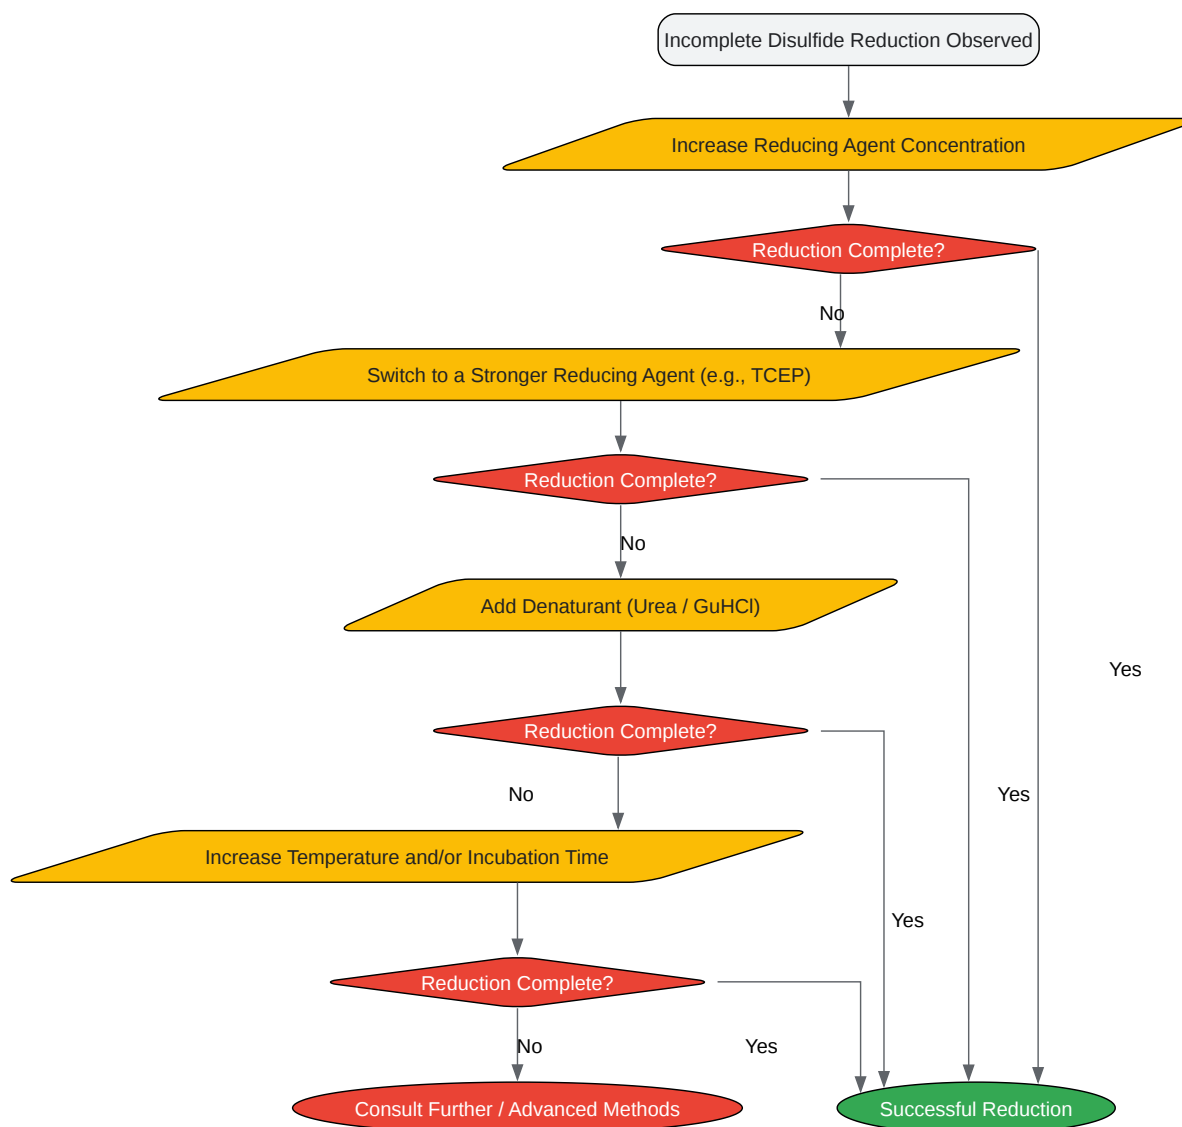 Incomplete Disulfide Reduction Observed
Increase Reducing Agent Concentration
Reduction Complete?
No
Switch to a Stronger Reducing Agent (e.g., TCEP)
Reduction Complete?
No
Add Denaturant (Urea / GuHCl)
Yes
Reduction Complete?
No
Yes
Increase Temperature and/or Incubation Time
Yes
Reduction Complete?
No
Yes
Consult Further / Advanced Methods
Successful Reduction